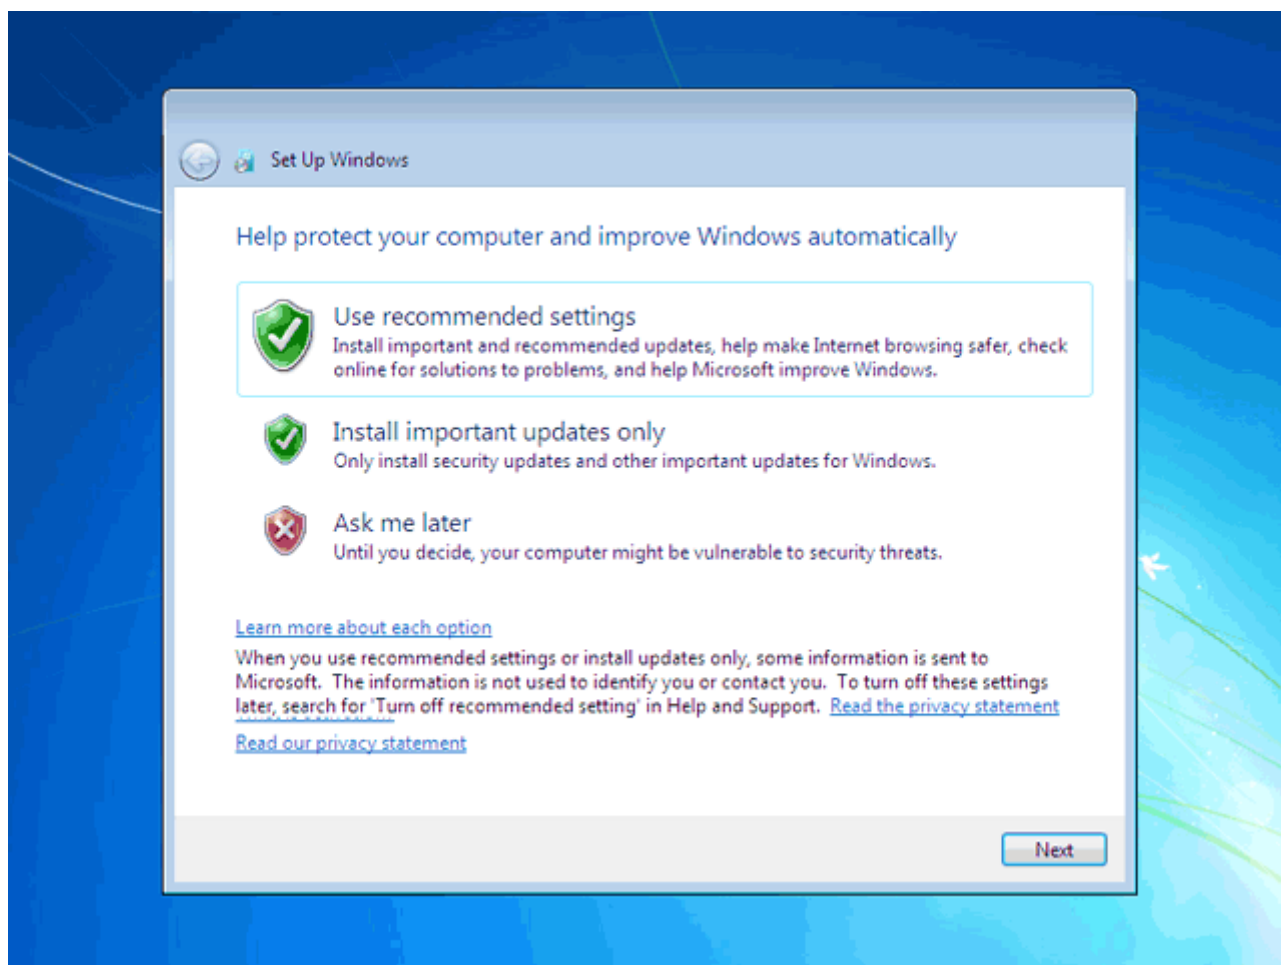 Set Up Windows
Help protect your computer and improve Windows automatically
Use recommended settings
Install important and recommended updates, help make Internet browsing safer, check
online for solutions to problems, and help Microsoft improve Windows.
Install important updates only
Only install security updates and other important updates for Windows.
Ask me later
Until you decide, your computer might be vulnerable to security threats.
Learn more about each option
When you use recommended settings or install updates only, some information is sent to
Microsoft. The information is not used to identify you or contact you. To turn off these settings
later, search for 'Turn off recommended setting' in Help and Support. Read the privacy statement
Read our privacy statement
Next